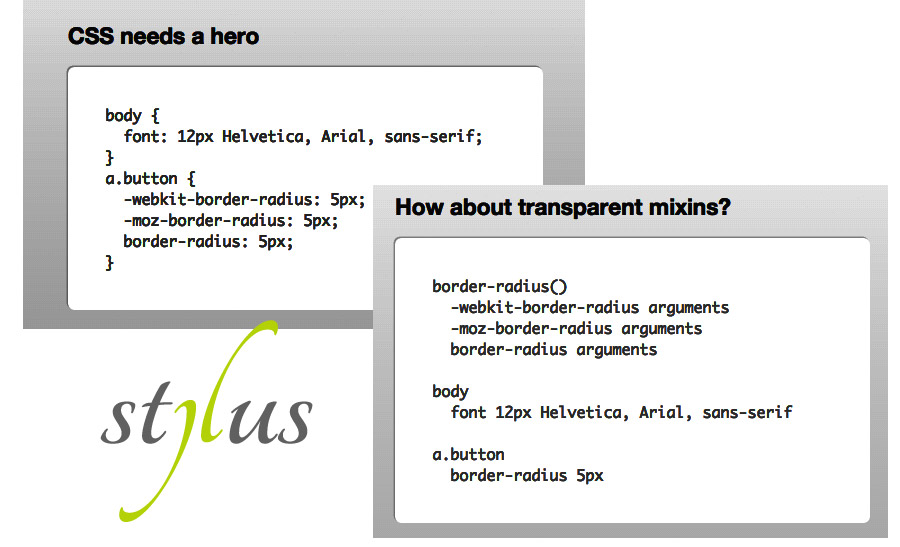 CSS needs a hero
body {
  font: 12px Helvetica, Arial, sans-serif;
}
a.button {
  -webkit-border-radius: 5px;
  -moz-border-radius: 5px;
  border-radius: 5px;
}
How about transparent mixins?
border-radius()
  -webkit-border-radius arguments
  -moz-border-radius arguments
  border-radius arguments
body
  font 12px Helvetica, Arial, sans-serif
a.button
  border-radius 5px
stylus